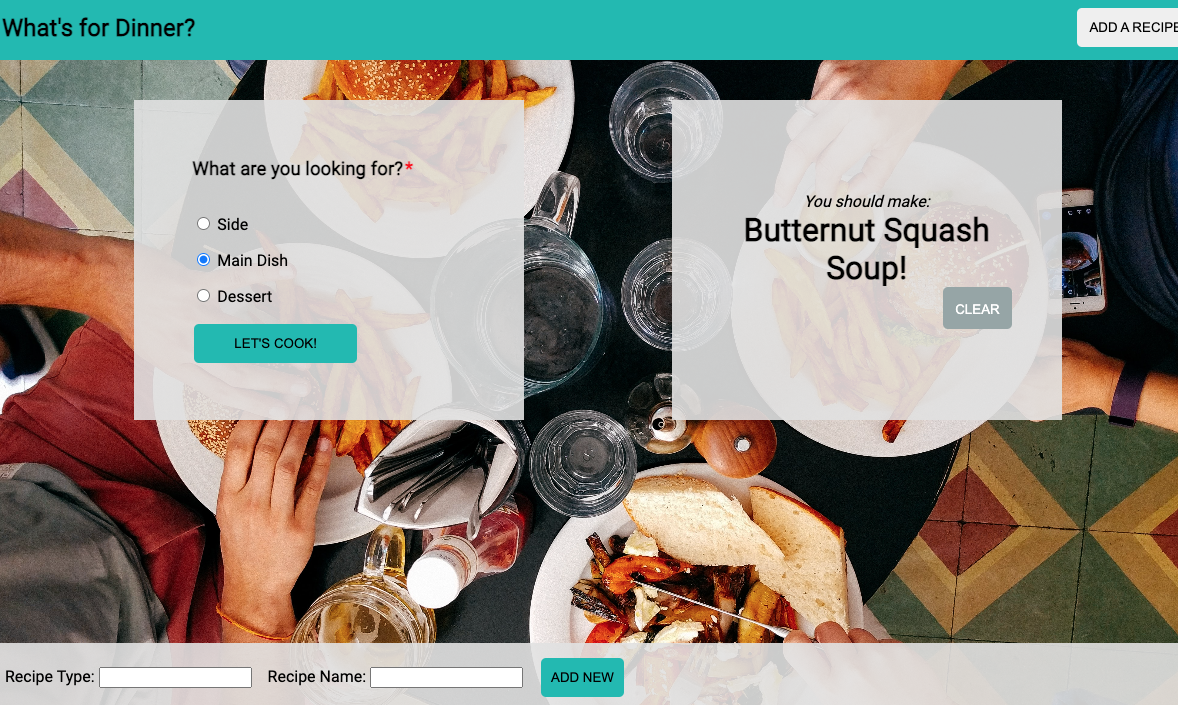 What's for Dinner?
ADD A RECIPE
What are you looking for?*
Side
Main Dish
Dessert
LET'S COOK!
You should make:
Butternut Squash
Soup!
CLEAR
Recipe Type:
Recipe Name:
ADD NEW